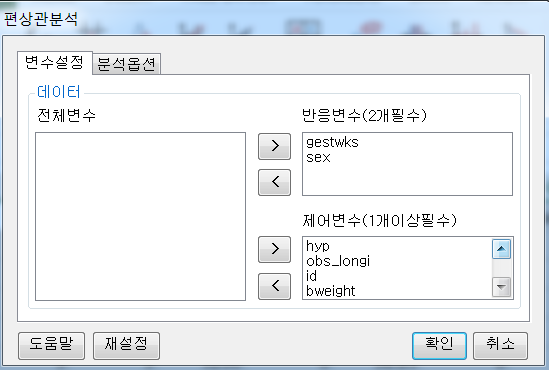 편상관분석
변수설정 분석옵션
데이터
전체변수
반응변수(2개필수)
gestwks
sex
>
<
제어변수(1개이상필수)
hyp
obs_longi
id
bweight
>
<
도움말 재설정 확인 취소